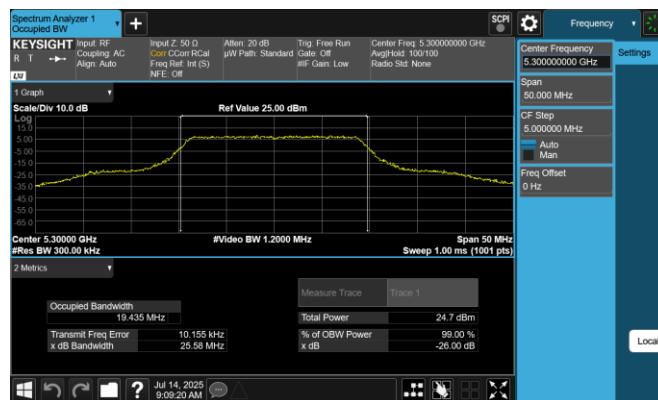 Spectrum Analyzer 1
Occupied BW
SCPI
Frequency
KEYSIGHT
R T
LXI
Input: RF
Coupling: AC
Align: Auto
Input Z: 50 Ω
Corr CCorr RCal
Freq Ref: Int (S)
NFE: Off
Atten: 20 dB
µW Path: Standard
Trig: Free Run
Gate: Off
#IF Gain: Low
Center Freq: 5.300000000 GHz
Avg|Hold: 100/100
Radio Std: None
Center Frequency
5.300000000 GHz
Settings
Span
50.000 MHz
CF Step
5.000000 MHz
Auto
Man
Freq Offset
0 Hz
Local
1 Graph
Scale/Div 10.0 dB
Ref Value 25.00 dBm
Log
15.0
5.00
-5.00
-15.0
-25.0
-35.0
-45.0
-55.0
-65.0
Center 5.30000 GHz
#Video BW 1.2000 MHz
Span 50 MHz
#Res BW 300.00 kHz
Sweep 1.00 ms (1001 pts)
2 Metrics
Measure Trace
Trace 1
Occupied Bandwidth
19.435 MHz
Total Power
24.7 dBm
Transmit Freq Error
10.155 kHz
% of OBW Power
99.00 %
x dB Bandwidth
25.58 MHz
x dB
-26.00 dB
?
Jul 14, 2025
9:09:20 AM